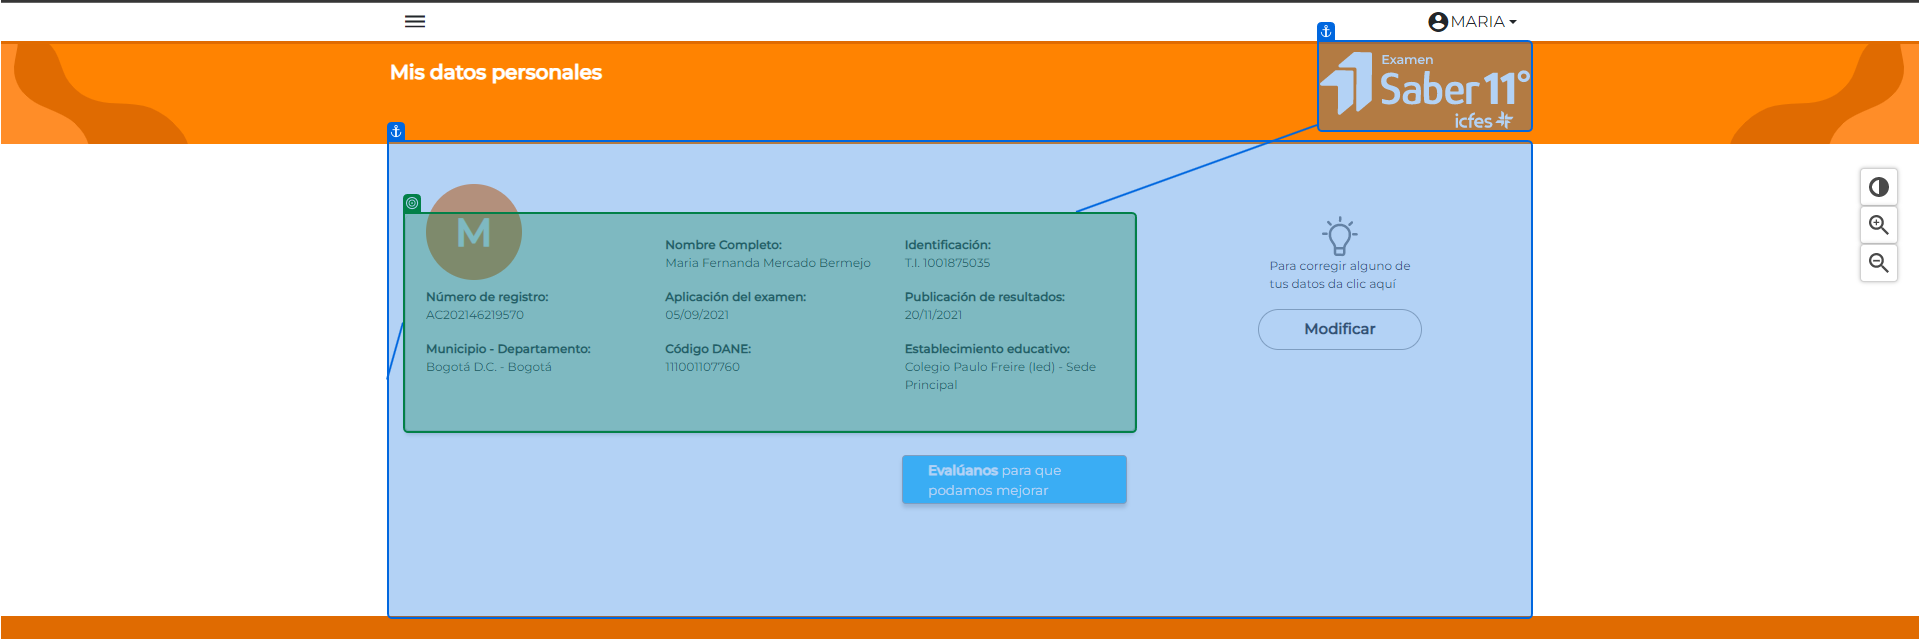 MARIA
Mis datos personales
Examen
Saber 11°
icfes
M
Nombre Completo:
Maria Fernanda Mercado Bermejo
Identificación:
T.I. 1001875035
Número de registro:
AC202146219570
Aplicación del examen:
05/09/2021
Publicación de resultados:
20/11/2021
Municipio - Departamento:
Bogotá D.C. - Bogotá
Código DANE:
111001107760
Establecimiento educativo:
Colegio Paulo Freire (Ied) - Sede
Principal
Para corregir alguno de
tus datos da clic aquí
Modificar
Evalúanos para que
podamos mejorar